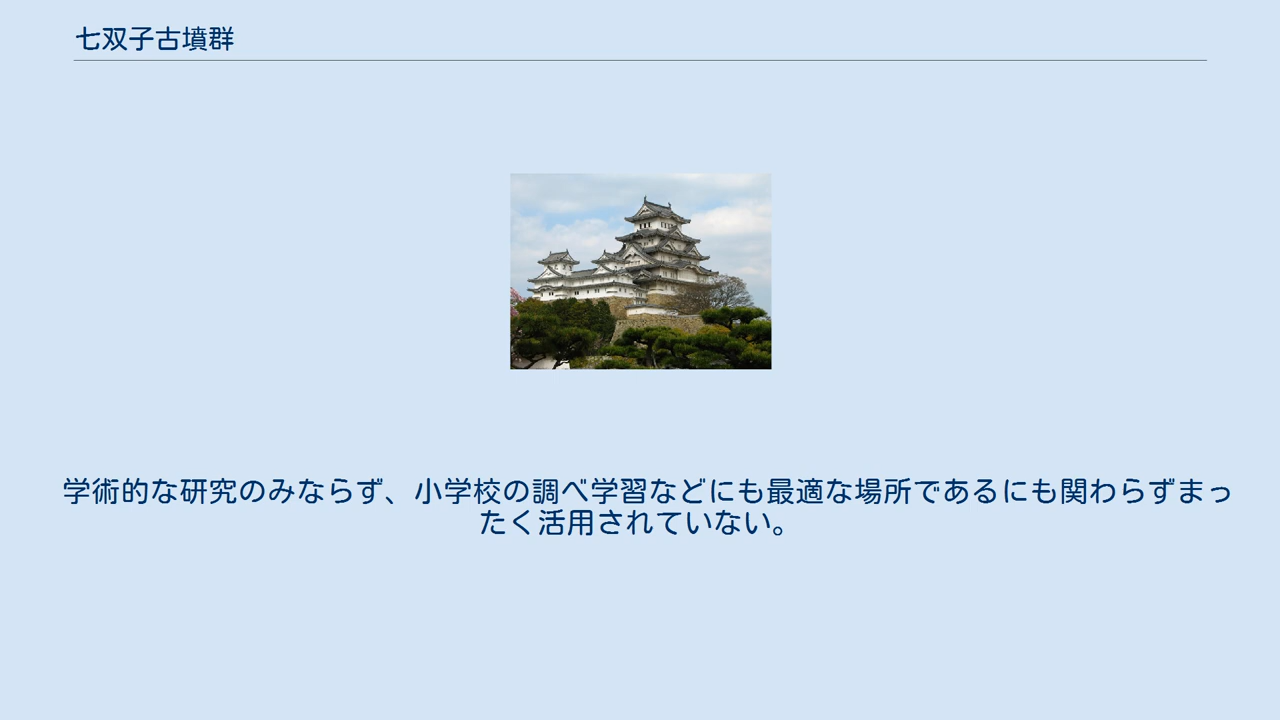 七双子古墳群
学術的な研究のみならず、小学校の調べ学習などにも最適な場所であるにも関わらずまっ
たく活用されていない。